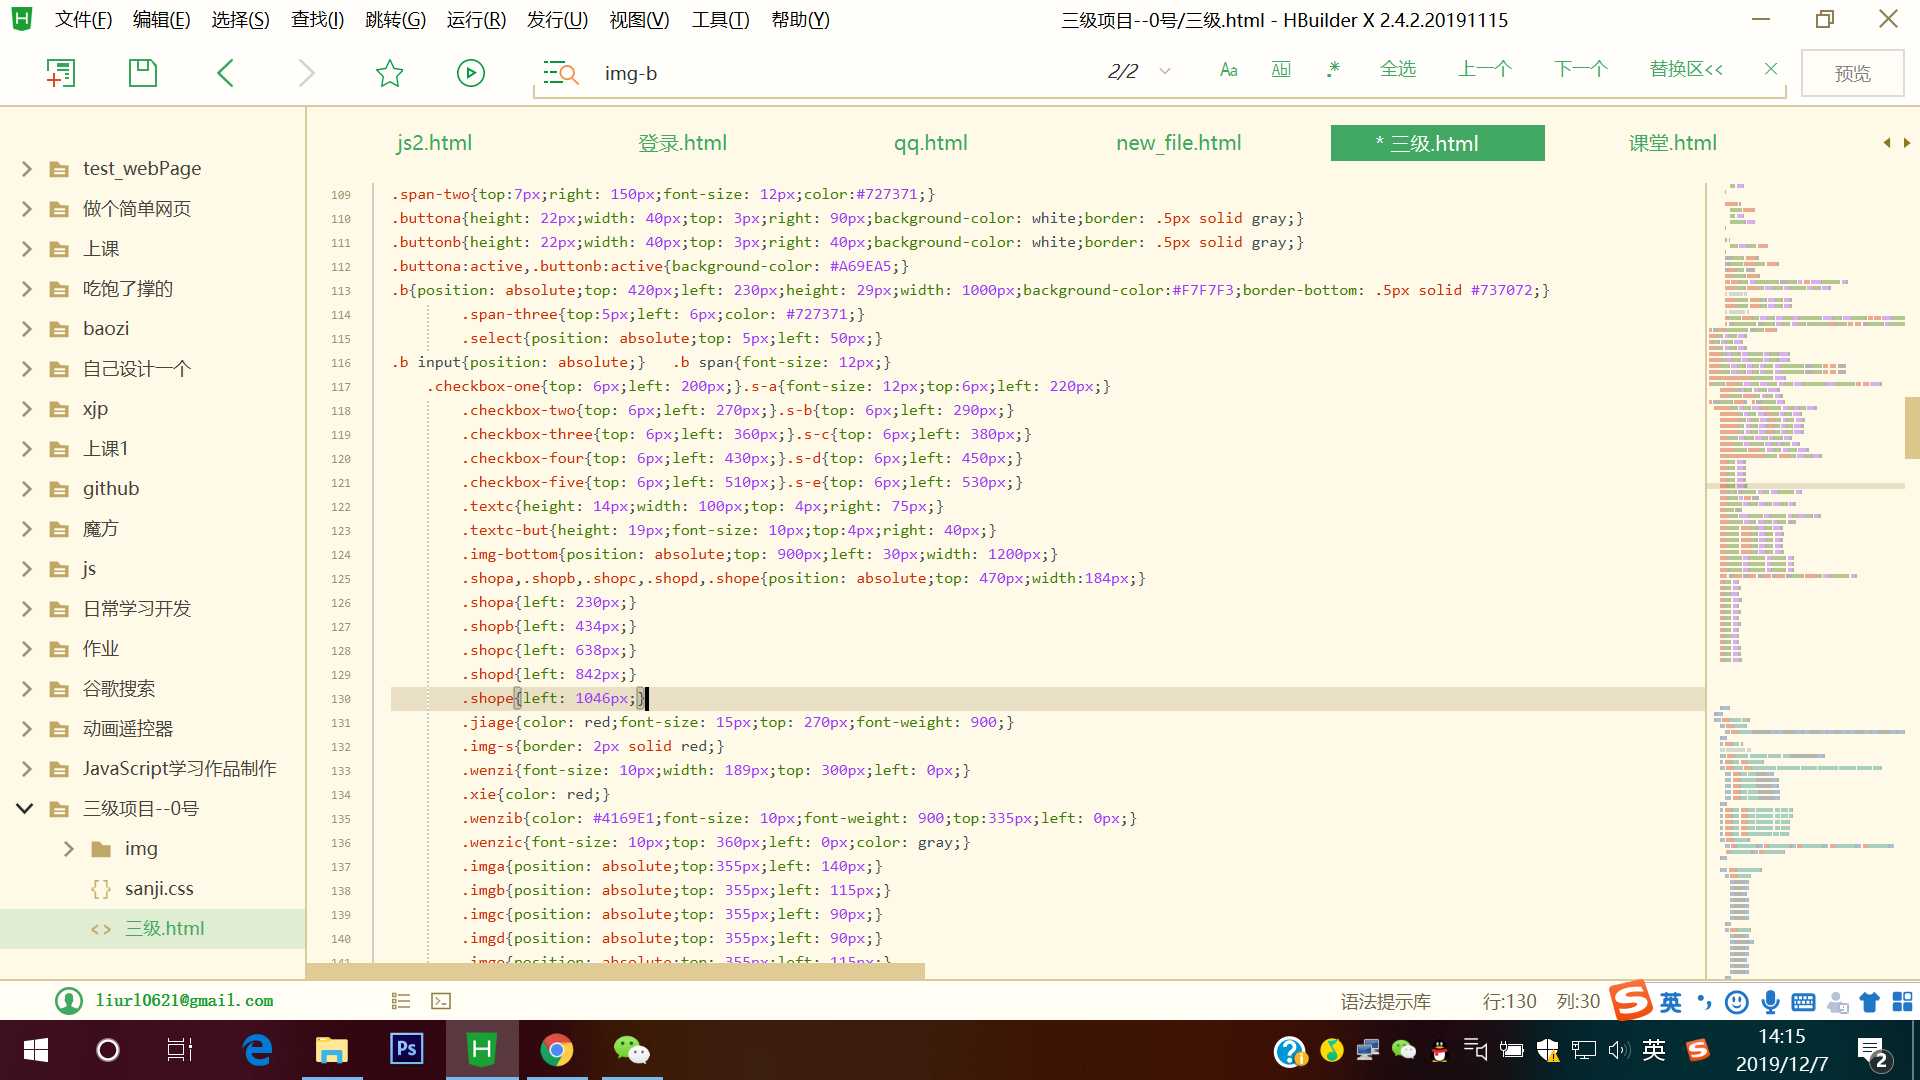 文件(F) 编辑(E) 选择(S) 查找(I) 跳转(G) 运行(R) 发行(U) 视图(V) 工具(T) 帮助(Y) 三级项目--0号/三级.html - HBuilder X 2.4.2.20191115
img-b 2/2 Aa Abl .* 全选 上一个 下一个 替换区<< 预览
js2.html 登录.html qq.html new_file.html * 三级.html 课堂.html
test_webPage
做个简单网页
上课
吃饱了撑的
baozi
自己设计一个
xjp
上课1
github
魔方
js
日常学习开发
作业
谷歌搜索
动画遥控器
JavaScript学习作品制作
三级项目--0号
img
sanji.css
三级.html
109 .span-two{top:7px;right: 150px;font-size: 12px;color:#727371;}
110 .buttona{height: 22px;width: 40px;top: 3px;right: 90px;background-color: white;border: .5px solid gray;}
111 .buttonb{height: 22px;width: 40px;top: 3px;right: 40px;background-color: white;border: .5px solid gray;}
112 .buttona:active,.buttonb:active{background-color: #A69EA5;}
113 .b{position: absolute;top: 420px;left: 230px;height: 29px;width: 1000px;background-color:#F7F7F3;border-bottom: .5px solid #737072;}
114 .span-three{top:5px;left: 6px;color: #727371;}
115 .select{position: absolute;top: 5px;left: 50px;}
116 .b input{position: absolute;} .b span{font-size: 12px;}
117 .checkbox-one{top: 6px;left: 200px;}.s-a{font-size: 12px;top:6px;left: 220px;}
118 .checkbox-two{top: 6px;left: 270px;}.s-b{top: 6px;left: 290px;}
119 .checkbox-three{top: 6px;left: 360px;}.s-c{top: 6px;left: 380px;}
120 .checkbox-four{top: 6px;left: 430px;}.s-d{top: 6px;left: 450px;}
121 .checkbox-five{top: 6px;left: 510px;}.s-e{top: 6px;left: 530px;}
122 .textc{height: 14px;width: 100px;top: 4px;right: 75px;}
123 .textc-but{height: 19px;font-size: 10px;top:4px;right: 40px;}
124 .img-bottom{position: absolute;top: 900px;left: 30px;width: 1200px;}
125 .shopa,.shopb,.shopc,.shopd,.shope{position: absolute;top: 470px;width:184px;}
126 .shopa{left: 230px;}
127 .shopb{left: 434px;}
128 .shopc{left: 638px;}
129 .shopd{left: 842px;}
130 .shope{left: 1046px;}
131 .jiage{color: red;font-size: 15px;top: 270px;font-weight: 900;}
132 .img-s{border: 2px solid red;}
133 .wenzi{font-size: 10px;width: 189px;top: 300px;left: 0px;}
134 .xie{color: red;}
135 .wenzib{color: #4169E1;font-size: 10px;font-weight: 900;top:335px;left: 0px;}
136 .wenzic{font-size: 10px;top: 360px;left: 0px;color: gray;}
137 .imga{position: absolute;top:355px;left: 140px;}
138 .imgb{position: absolute;top: 355px;left: 115px;}
139 .imgc{position: absolute;top: 355px;left: 90px;}
140 .imgd{position: absolute;top: 355px;left: 90px;}
141 .imge{position: absolute;top: 355px;left: 115px;}
liurl0621@gmail.com 语法提示库 行:130 列:30 英
Ps 英 14:15
2019/12/7 2